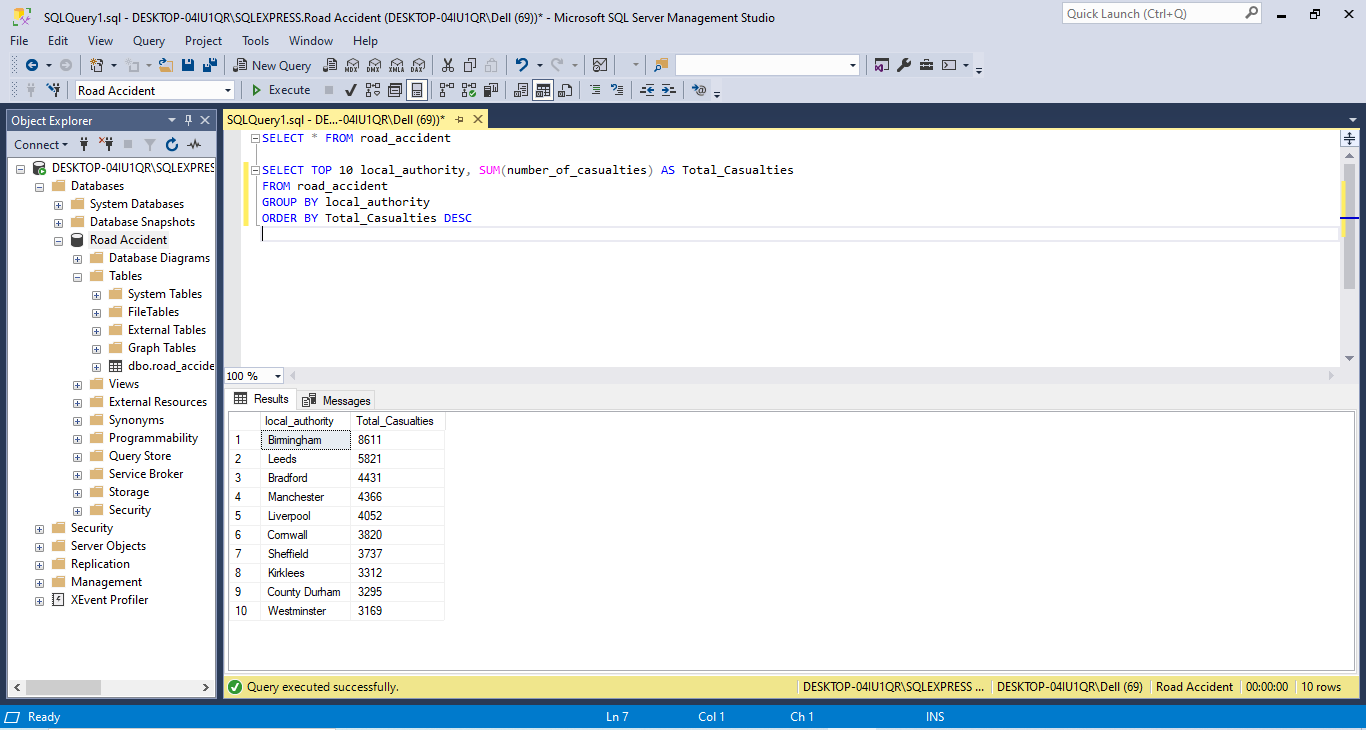 SQLQuery1.sql - DESKTOP-04IU1QR\SQLEXPRESS.Road Accident (DESKTOP-04IU1QR\Dell (69))* - Microsoft SQL Server Management Studio
Quick Launch (Ctrl+Q)
File Edit View Query Project Tools Window Help
New Query MDX DMX XMLA DAX
Road Accident Execute
Object Explorer
Connect
DESKTOP-04IU1QR\SQLEXPRES
Databases
System Databases
Database Snapshots
Road Accident
Database Diagrams
Tables
System Tables
FileTables
External Tables
Graph Tables
dbo.road_accide
Views
External Resources
Synonyms
Programmability
Query Store
Service Broker
Storage
Security
Security
Server Objects
Replication
Management
XEvent Profiler
SQLQuery1.sql - DE...-04IU1QR\Dell (69))*
SELECT * FROM road_accident
SELECT TOP 10 local_authority, SUM(number_of_casualties) AS Total_Casualties
FROM road_accident
GROUP BY local_authority
ORDER BY Total_Casualties DESC
100 %
Results Messages
local_authority Total_Casualties
1 Birmingham 8611
2 Leeds 5821
3 Bradford 4431
4 Manchester 4366
5 Liverpool 4052
6 Cornwall 3820
7 Sheffield 3737
8 Kirklees 3312
9 County Durham 3295
10 Westminster 3169
Query executed successfully. DESKTOP-04IU1QR\SQLEXPRESS ... DESKTOP-04IU1QR\Dell (69) Road Accident 00:00:00 10 rows
Ready Ln 7 Col 1 Ch 1 INS